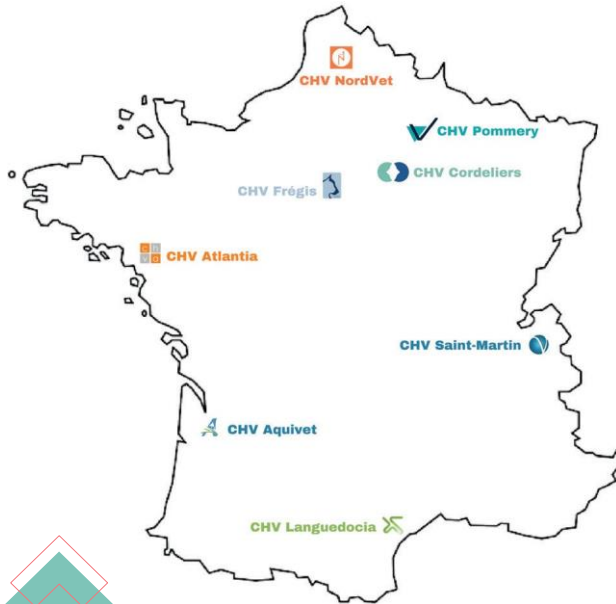 CHV NordVet
CHV Pommery
CHV Cordeliers
CHV Frégis
CHV Atlantia
CHV Saint-Martin
CHV Aquivet
CHV Languedocia